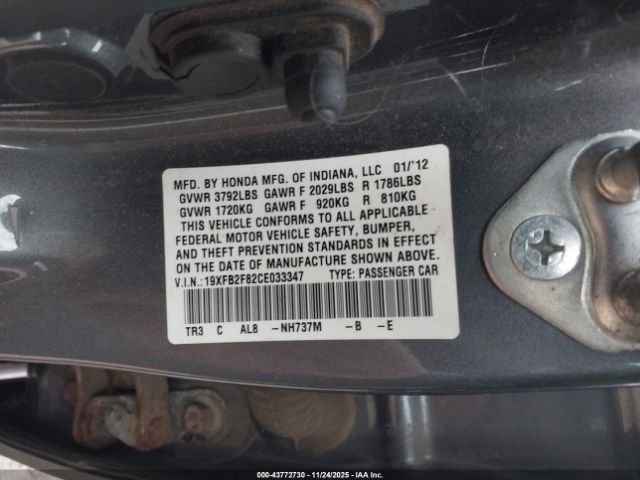 MFD. BY HONDA MFG. OF INDIANA, LLC 01/'12
GVWR 3792LBS GAWR F 2029LBS R 1786LBS
GVWR 1720KG GAWR F 920KG R 810KG
THIS VEHICLE CONFORMS TO ALL APPLICABLE
FEDERAL MOTOR VEHICLE SAFETY, BUMPER,
AND THEFT PREVENTION STANDARDS IN EFFECT
ON THE DATE OF MANUFACTURE SHOWN ABOVE.
V.I.N.:19XFB2F82CE033347 TYPE: PASSENGER CAR
TR3 C AL8 -NH737M -B -E
000-43772730 - 11/24/2025 - IAAI Inc.